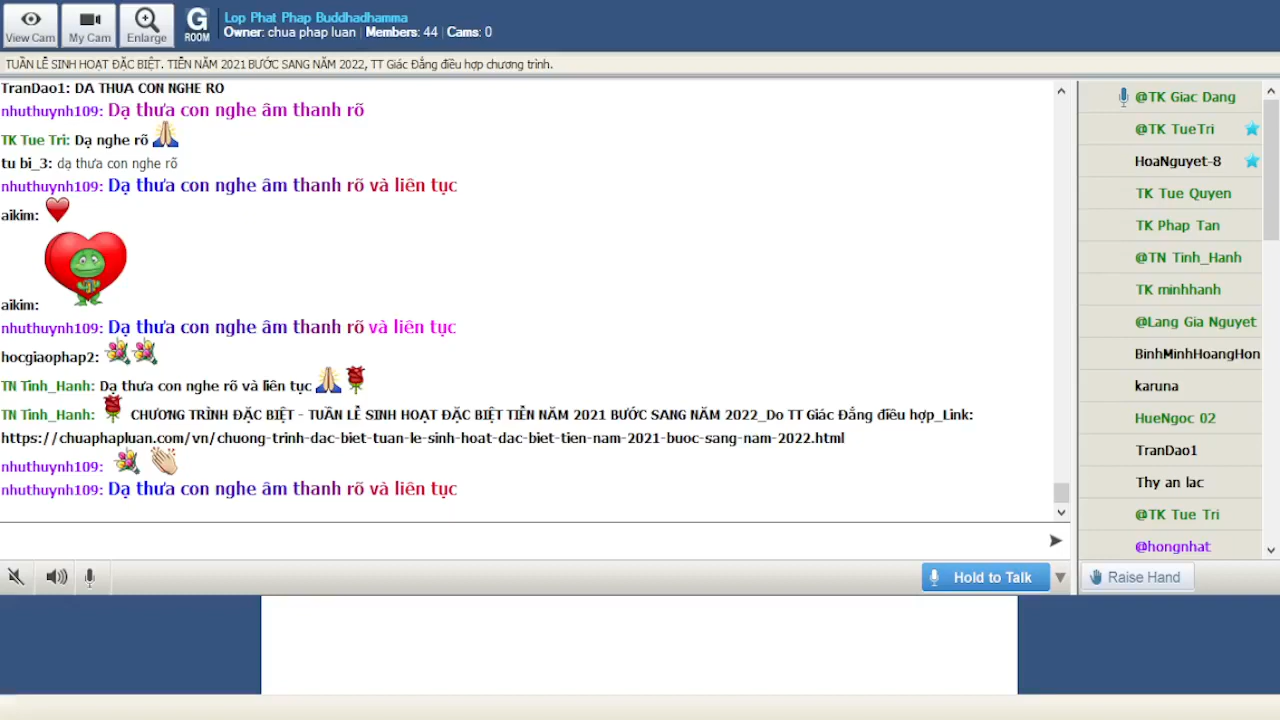 View Cam
My Cam
Enlarge
G
ROOM
Lop Phat Phap Buddhadhamma
Owner: chua phap luan | Members: 44 | Cams: 0
TUẦN LỄ SINH HOẠT ĐẶC BIỆT. TIỄN NĂM 2021 BƯỚC SANG NĂM 2022, TT Giác Đẳng điều hợp chương trình.
TranDao1: DA THUA CON NGHE RO
nhuthuynh109: Dạ thưa con nghe âm thanh rõ
TK Tue Tri: Dạ nghe rõ
tu bi_3: dạ thưa con nghe rõ
nhuthuynh109: Dạ thưa con nghe âm thanh rõ và liên tục
aikim:
aikim:
nhuthuynh109: Dạ thưa con nghe âm thanh rõ và liên tục
hocgiaophap2:
TN Tinh_Hanh: Dạ thưa con nghe rõ và liên tục
TN Tinh_Hanh: CHƯƠNG TRÌNH ĐẶC BIỆT - TUẦN LỄ SINH HOẠT ĐẶC BIỆT TIỄN NĂM 2021 BƯỚC SANG NĂM 2022_Do TT Giác Đẳng điều hợp_Link:
https://chuaphapluan.com/vn/chuong-trinh-dac-biet-tuan-le-sinh-hoat-dac-biet-tien-nam-2021-buoc-sang-nam-2022.html
nhuthuynh109:
nhuthuynh109: Dạ thưa con nghe âm thanh rõ và liên tục
@TK Giac Dang
@TK TueTri
HoaNguyet-8
TK Tue Quyen
TK Phap Tan
@TN Tinh_Hanh
TK minhhanh
@Lang Gia Nguyet
BinhMinhHoangHon
karuna
HueNgoc 02
TranDao1
Thy an lac
@TK Tue Tri
@hongnhat
Hold to Talk
Raise Hand